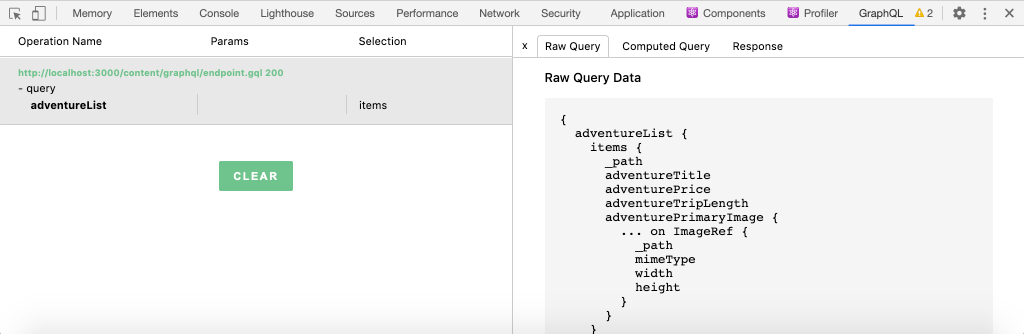 Memory Elements Console Lighthouse Sources Performance Network Security Application Components Profiler GraphQL 2
Operation Name Params Selection
http://localhost:3000/content/graphql/endpoint.gql 200
- query
adventureList items
CLEAR
x Raw Query Computed Query Response
Raw Query Data
{
adventureList {
items {
_path
adventureTitle
adventurePrice
adventureTripLength
adventurePrimaryImage {
... on ImageRef {
_path
mimeType
width
height
}
}
}